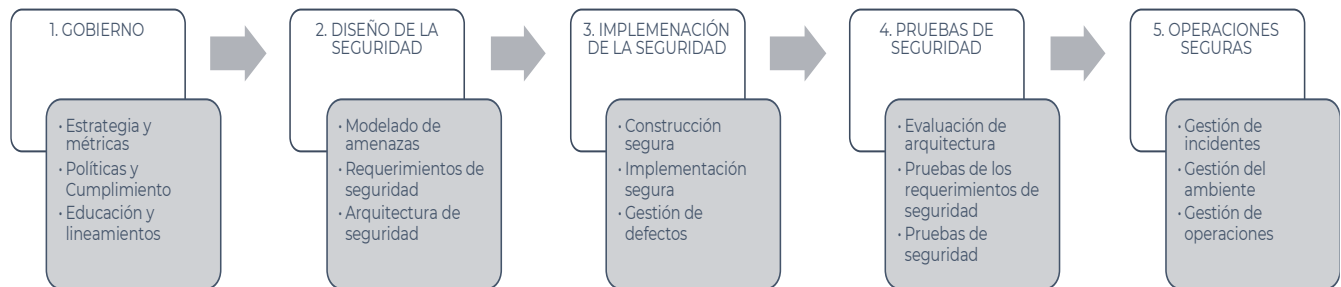 1. GOBIERNO
· Estrategia y
métricas
· Políticas y
Cumplimiento
· Educación y
lineamientos
2. DISEÑO DE LA
SEGURIDAD
· Modelado de
amenazas
· Requerimientos de
seguridad
· Arquitectura de
seguridad
3. IMPLEMENACIÓN
DE LA SEGURIDAD
· Construcción
segura
· Implementación
segura
· Gestión de
defectos
4. PRUEBAS DE
SEGURIDAD
· Evaluación de
arquitectura
· Pruebas de los
requerimientos de
seguridad
· Pruebas de
seguridad
5. OPERACIONES
SEGURAS
· Gestión de
incidentes
· Gestión del
ambiente
· Gestión de
operaciones